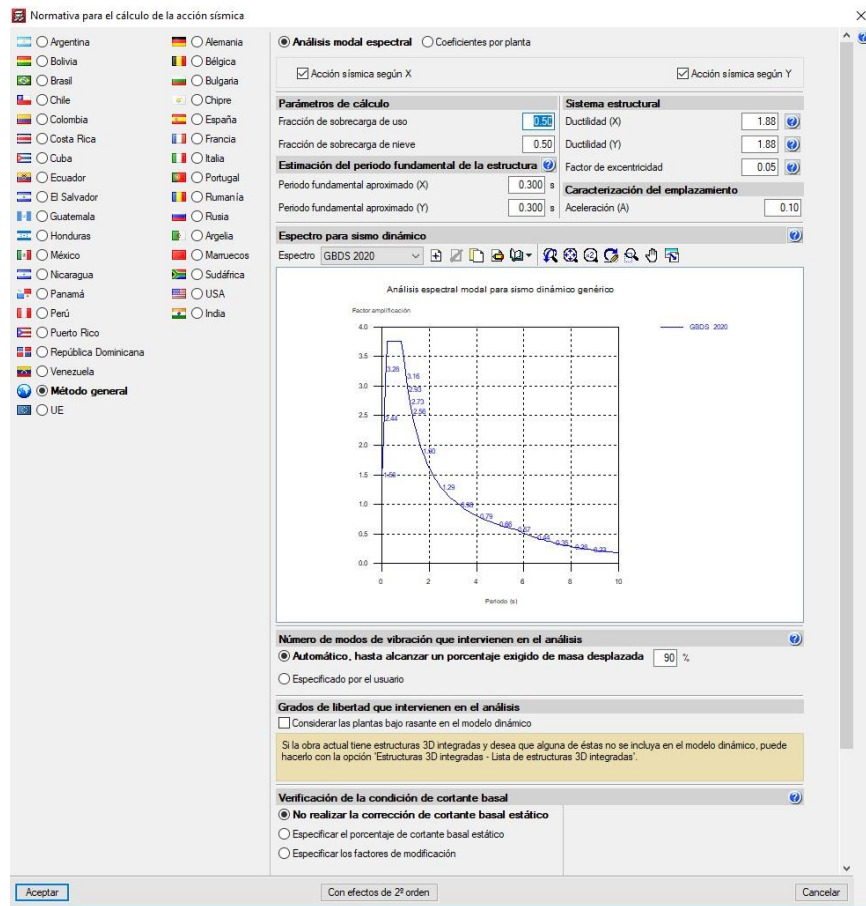 Normativa para el cálculo de la acción sísmica
Argentina
Bolivia
Brasil
Chile
Colombia
Costa Rica
Cuba
Ecuador
El Salvador
Guatemala
Honduras
México
Nicaragua
Panamá
Perú
Puerto Rico
República Dominicana
Venezuela
Método general
UE
Alemania
Bélgica
Bulgaria
Chipre
España
Francia
Italia
Portugal
Rumanía
Rusia
Argelia
Marruecos
Sudáfrica
USA
India
Análisis modal espectral Coeficientes por planta
Acción sísmica según X Acción sísmica según Y
Parámetros de cálculo
Fracción de sobrecarga de uso 0.50
Fracción de sobrecarga de nieve 0.50
Estimación del periodo fundamental de la estructura
Periodo fundamental aproximado (X) 0.300 s
Periodo fundamental aproximado (Y) 0.300 s
Sistema estructural
Ductilidad (X) 1.88
Ductilidad (Y) 1.88
Factor de excentricidad 0.05
Caracterización del emplazamiento
Aceleración (A) 0.10
Espectro para sismo dinámico
Espectro GBDS 2020
Análisis espectral modal para sismo dinámico genérico
Factor amplificación
GBDS 2020
4.0
3.5
3.0
2.5
2.0
1.5
1.0
0.5
0.0
3.28
3.16
2.93
2.73
2.56
2.44
1.50
1.29
0.79
0.66
0.44
0.35
0.28
0.23
0 2 4 6 8 10
Periodo (s)
Número de modos de vibración que intervienen en el análisis
Automático, hasta alcanzar un porcentaje exigido de masa desplazada 90 %
Especificado por el usuario
Grados de libertad que intervienen en el análisis
Considerar las plantas bajo rasante en el modelo dinámico
Si la obra actual tiene estructuras 3D integradas y desea que alguna de éstas no se incluya en el modelo dinámico, puede
hacerlo con la opción 'Estructuras 3D integradas - Lista de estructuras 3D integradas'.
Verificación de la condición de cortante basal
No realizar la corrección de cortante basal estático
Especificar el porcentaje de cortante basal estático
Especificar los factores de modificación
Aceptar Con efectos de 2º orden Cancelar